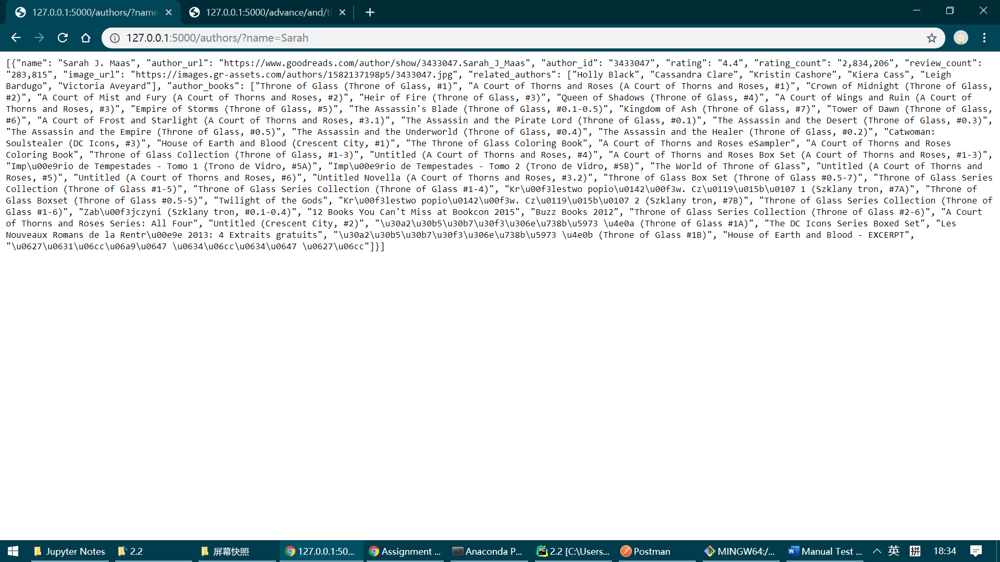 127.0.0.1:5000/authors/?name
127.0.0.1:5000/advance/and/ti
127.0.0.1:5000/authors/?name=Sarah
[{"name": "Sarah J. Maas", "author_url": "https://www.goodreads.com/author/show/3433047.Sarah_J_Maas", "author_id": "3433047", "rating": "4.4", "rating_count": "2,834,206", "review_count":
"283,815", "image_url": "https://images.gr-assets.com/authors/1582137198p5/3433047.jpg", "related_authors": ["Holly Black", "Cassandra Clare", "Kristin Cashore", "Kiera Cass", "Leigh
Bardugo", "Victoria Aveyard"], "author_books": ["Throne of Glass (Throne of Glass, #1)", "A Court of Thorns and Roses (A Court of Thorns and Roses, #1)", "Crown of Midnight (Throne of Glass,
#2)", "A Court of Mist and Fury (A Court of Thorns and Roses, #2)", "Heir of Fire (Throne of Glass, #3)", "Queen of Shadows (Throne of Glass, #4)", "A Court of Wings and Ruin (A Court of
Thorns and Roses, #3)", "Empire of Storms (Throne of Glass, #5)", "The Assassin's Blade (Throne of Glass, #0.1-0.5)", "Kingdom of Ash (Throne of Glass, #7)", "Tower of Dawn (Throne of Glass,
#6)", "A Court of Frost and Starlight (A Court of Thorns and Roses, #3.1)", "The Assassin and the Pirate Lord (Throne of Glass, #0.1)", "The Assassin and the Desert (Throne of Glass, #0.3)",
"The Assassin and the Empire (Throne of Glass, #0.5)", "The Assassin and the Underworld (Throne of Glass, #0.4)", "The Assassin and the Healer (Throne of Glass, #0.2)", "Catwoman:
Soulstealer (DC Icons, #3)", "House of Earth and Blood (Crescent City, #1)", "The Throne of Glass Coloring Book", "A Court of Thorns and Roses eSampler", "A Court of Thorns and Roses
Coloring Book", "Throne of Glass Collection (Throne of Glass, #1-3)", "Untitled (A Court of Thorns and Roses, #4)", "A Court of Thorns and Roses Box Set (A Court of Thorns and Roses, #1-3)",
"Imp\u00e9rio de Tempestades - Tomo 1 (Trono de Vidro, #5A)", "Imp\u00e9rio de Tempestades - Tomo 2 (Trono de Vidro, #5B)", "The World of Throne of Glass", "Untitled (A Court of Thorns and
Roses, #5)", "Untitled (A Court of Thorns and Roses, #6)", "Untitled Novella (A Court of Thorns and Roses, #3.2)", "Throne of Glass Box Set (Throne of Glass #0.5-7)", "Throne of Glass Series
Collection (Throne of Glass #1-5)", "Throne of Glass Series Collection (Throne of Glass #1-4)", "Kr\u00f3lestwo popio\u0142\u00f3w. Cz\u0119\u015b\u0107 1 (Szklany tron, #7A)", "Throne of
Glass Boxset (Throne of Glass #0.5-5)", "Twilight of the Gods", "Kr\u00f3lestwo popio\u0142\u00f3w. Cz\u0119\u015b\u0107 2 (Szklany tron, #7B)", "Throne of Glass Series Collection (Throne of
Glass #1-6)", "Zab\u00f3jczyni (Szklany tron, #0.1-0.4)", "12 Books You Can't Miss at Bookcon 2015", "Buzz Books 2012", "Throne of Glass Series Collection (Throne of Glass #2-6)", "A Court
of Thorns and Roses Series: All Four", "Untitled (Crescent City, #2)", "\u30a2\u30b5\u30b7\u30f3\u306e\u738b\u5973 \u4e0a (Throne of Glass #1A)", "The DC Icons Series Boxed Set", "Les
Nouveaux Romans de la Rentr\u00e9e 2013: 4 Extraits gratuits", "\u30a2\u30b5\u30b7\u30f3\u306e\u738b\u5973 \u4e0b (Throne of Glass #1B)", "House of Earth and Blood - EXCERPT",
"\u0627\u0631\u06cc\u06a9\u0647 \u0634\u06cc\u0634\u0647 \u0627\u06cc"]}]
Jupyter Notes
2.2
屏幕快照
127.0.0.1:50...
Assignment ...
Anaconda P...
2.2 [C:\Users...
Postman
MINGW64:/...
Manual Test ...
英
拼
18:34